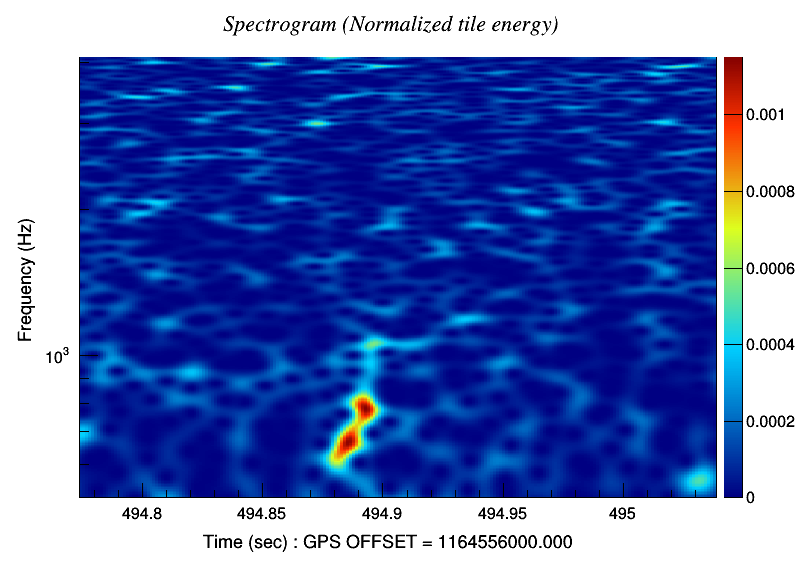 Spectrogram (Normalized tile energy)
Frequency (Hz)
10³
0.001
0.0008
0.0006
0.0004
0.0002
0
494.8 494.85 494.9 494.95 495
Time (sec) : GPS OFFSET = 1164556000.000